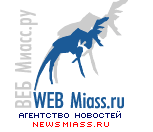 ВЕБ Миасс.ру
WEB Miass.ru
АГЕНТСТВО НОВОСТЕЙ
NEWSMIASS.RU